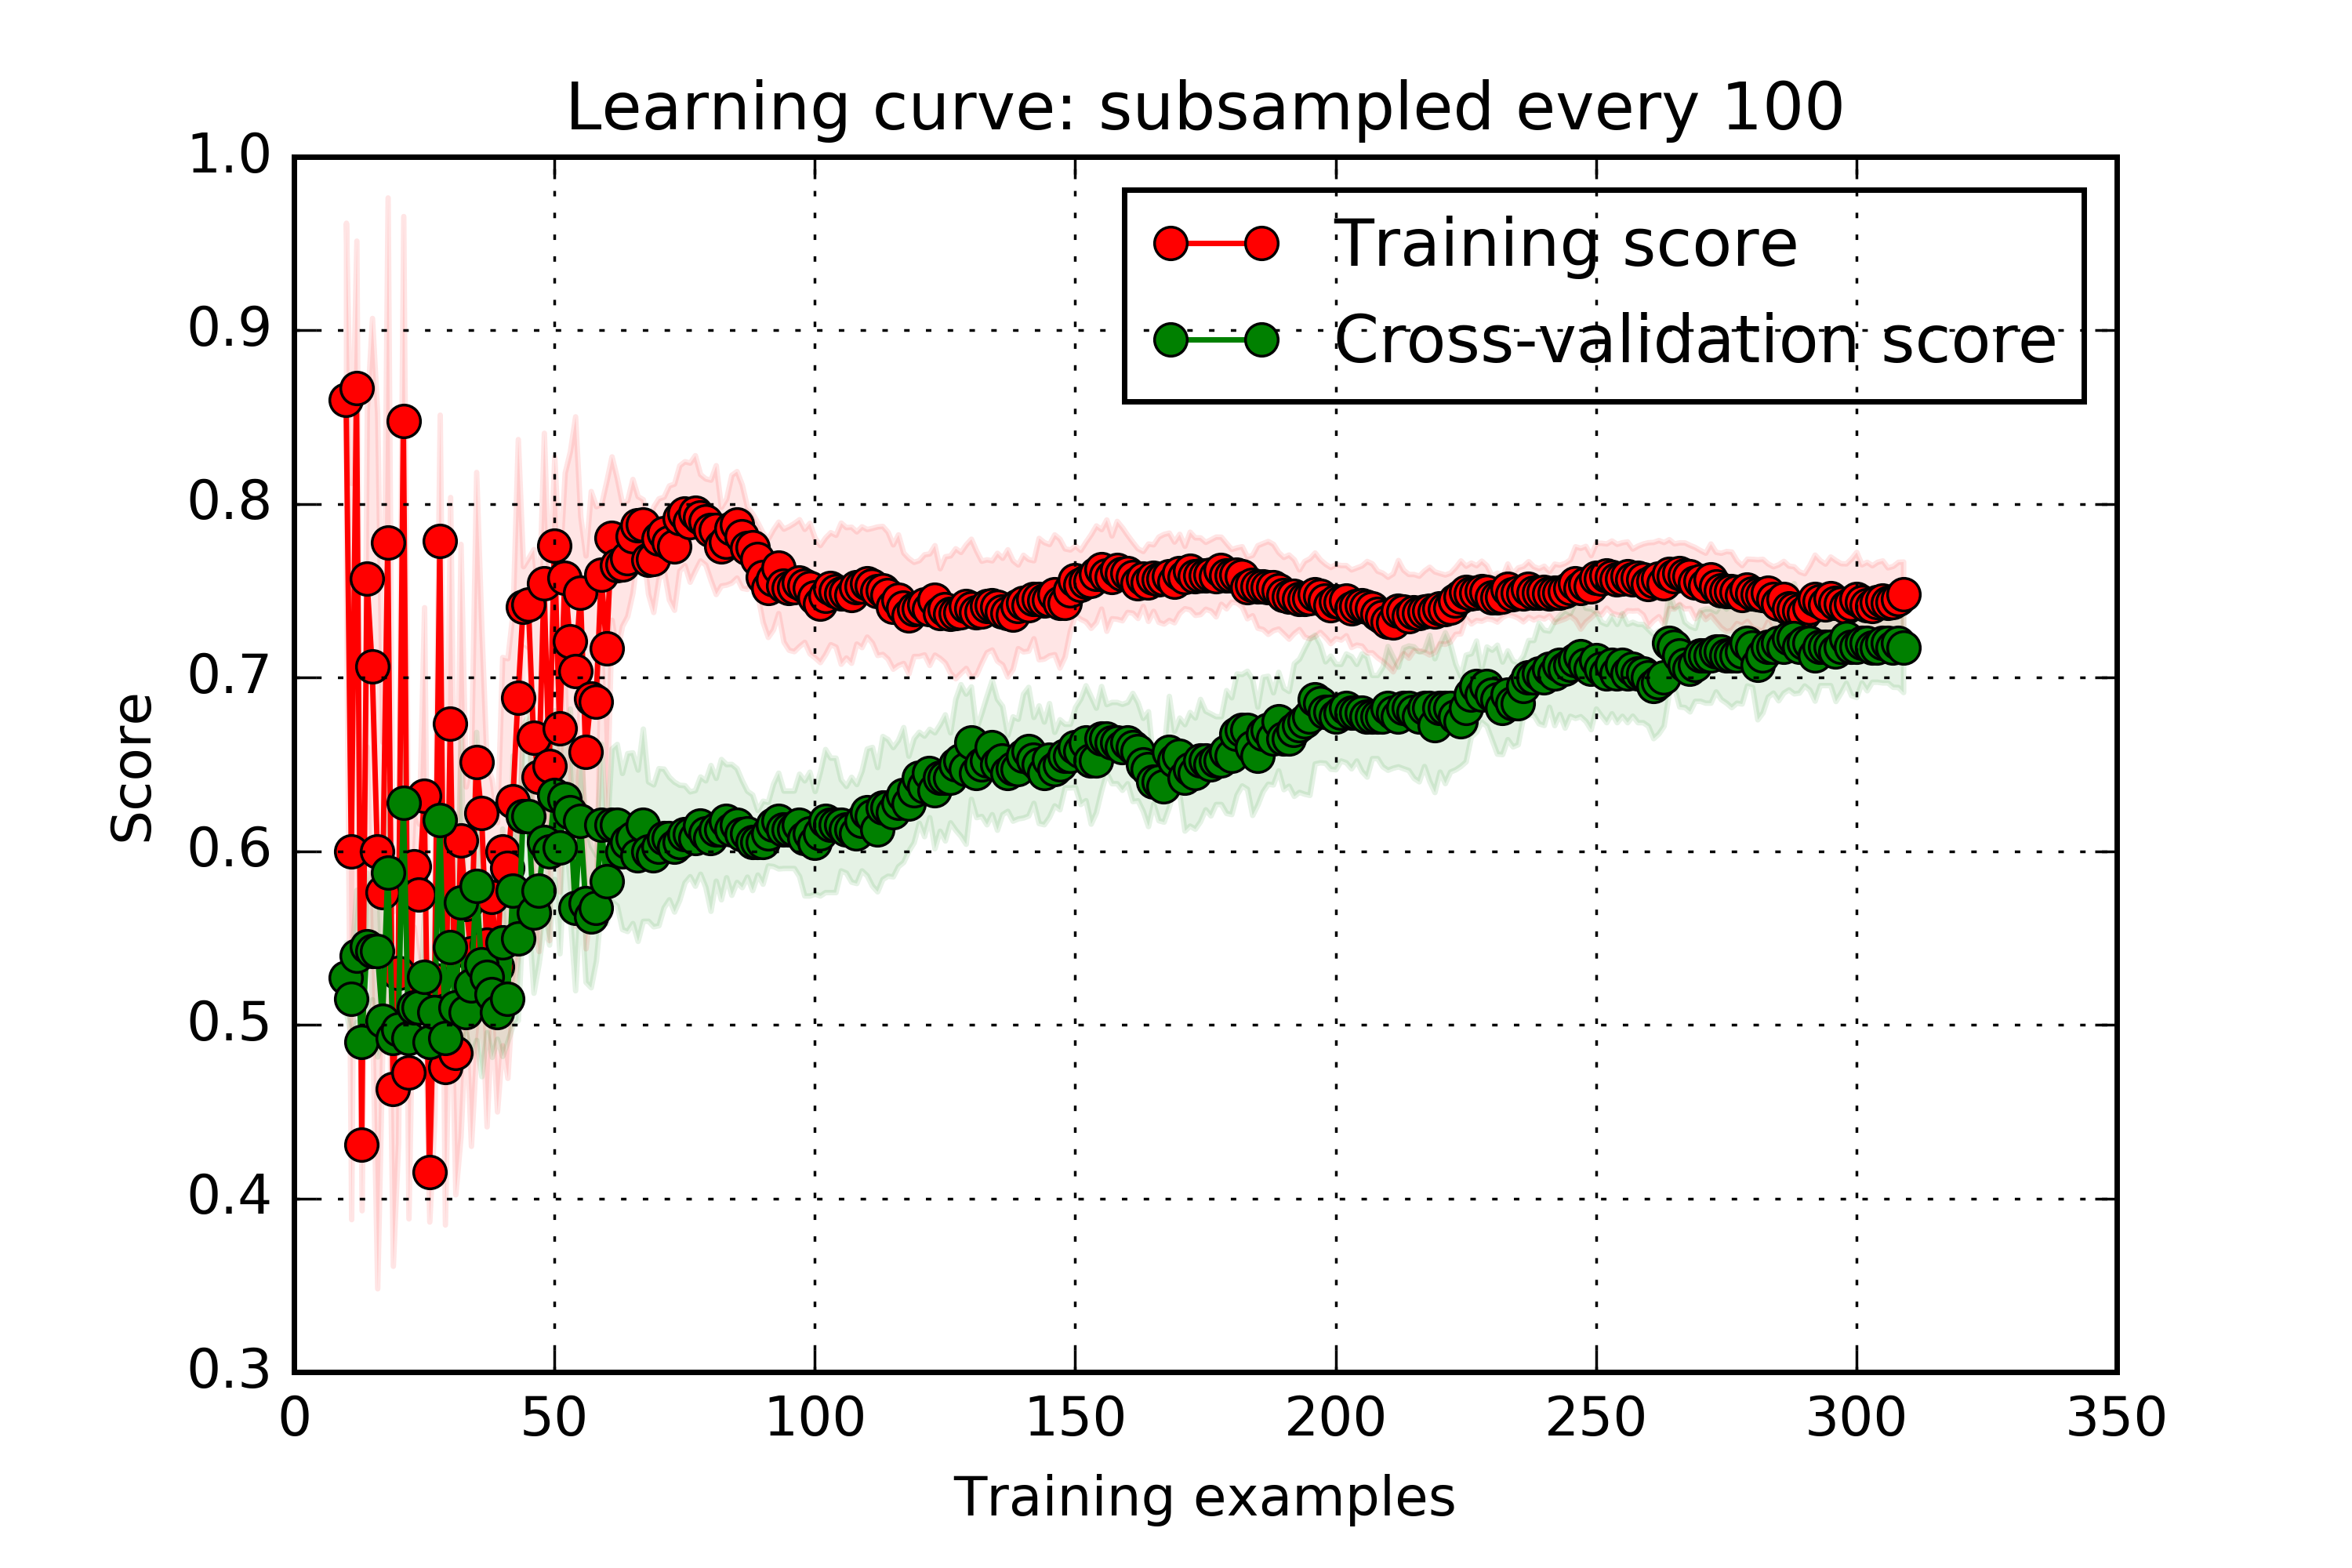 Learning curve: subsampled every 100
1.0
0.9
0.8
0.7
0.6
0.5
0.4
0.3
Score
Training score
Cross-validation score
0 50 100 150 200 250 300 350
Training examples